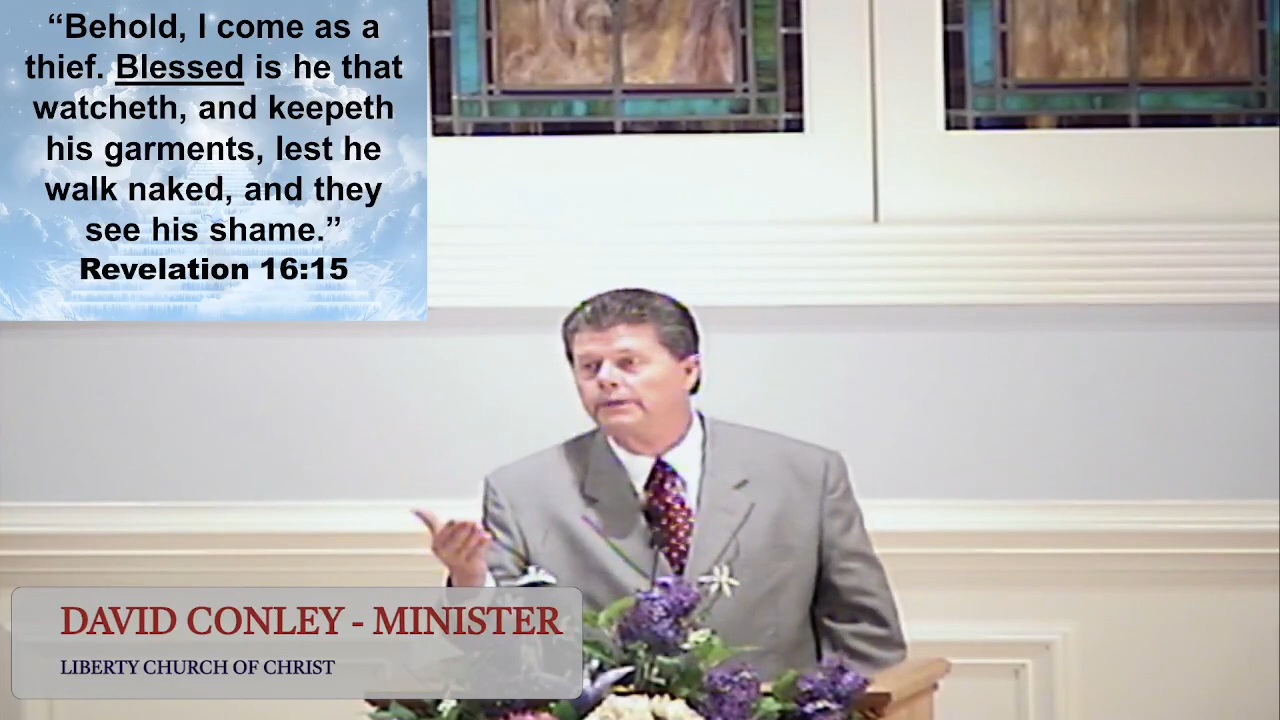 “Behold, I come as a
thief. Blessed is he that
watcheth, and keepeth
his garments, lest he
walk naked, and they
see his shame.”
Revelation 16:15
DAVID CONLEY - MINISTER
LIBERTY CHURCH OF CHRIST